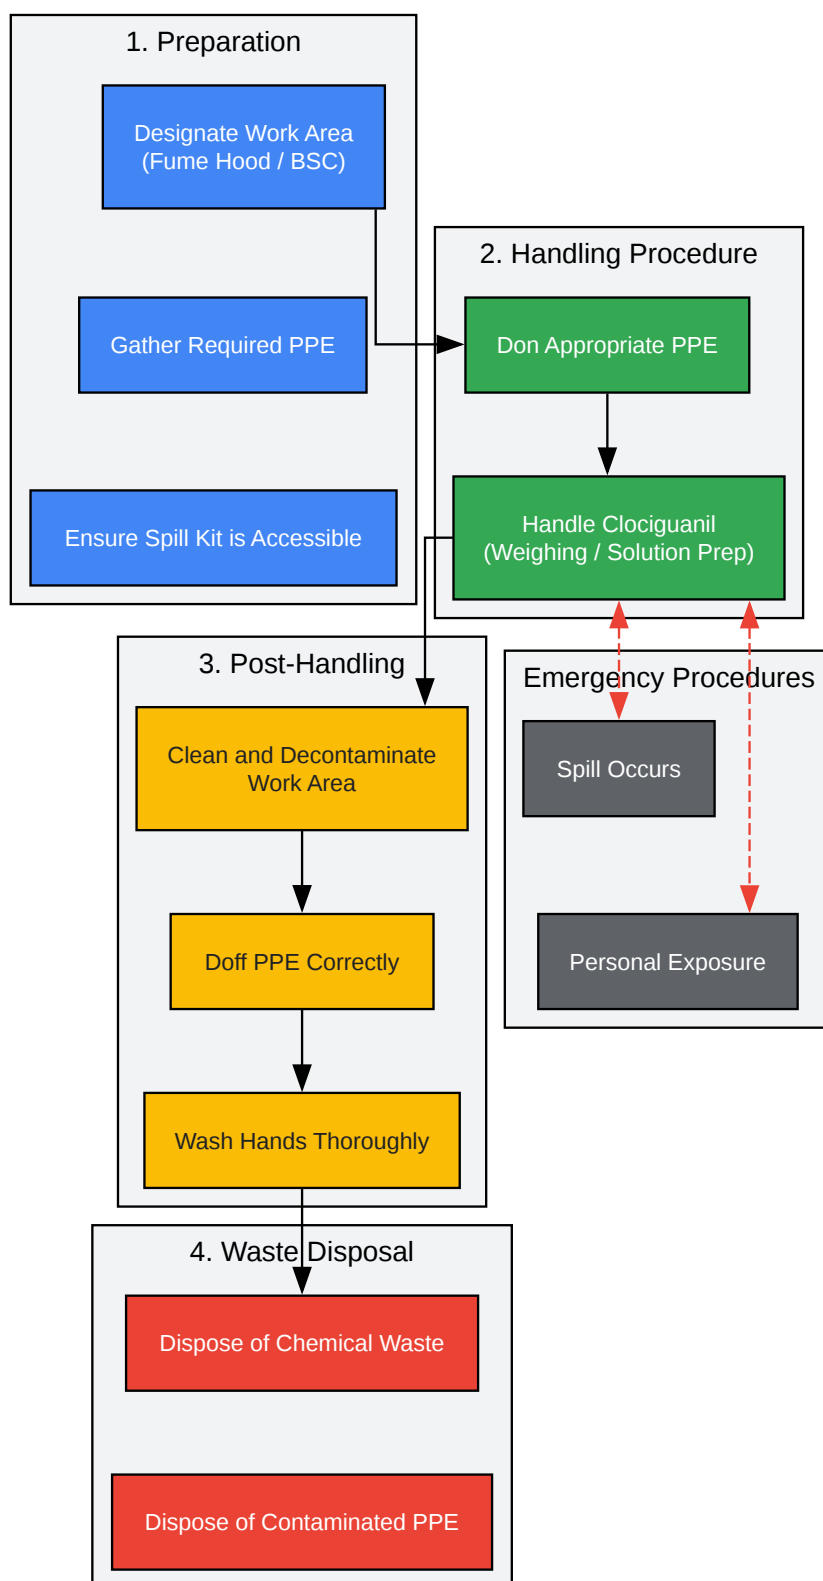 1. Preparation
Designate Work Area
(Fume Hood / BSC)
Gather Required PPE
Ensure Spill Kit is Accessible
2. Handling Procedure
Don Appropriate PPE
Handle Clociguanil
(Weighing / Solution Prep)
3. Post-Handling
Clean and Decontaminate
Work Area
Doff PPE Correctly
Wash Hands Thoroughly
Emergency Procedures
Spill Occurs
Personal Exposure
4. Waste Disposal
Dispose of Chemical Waste
Dispose of Contaminated PPE